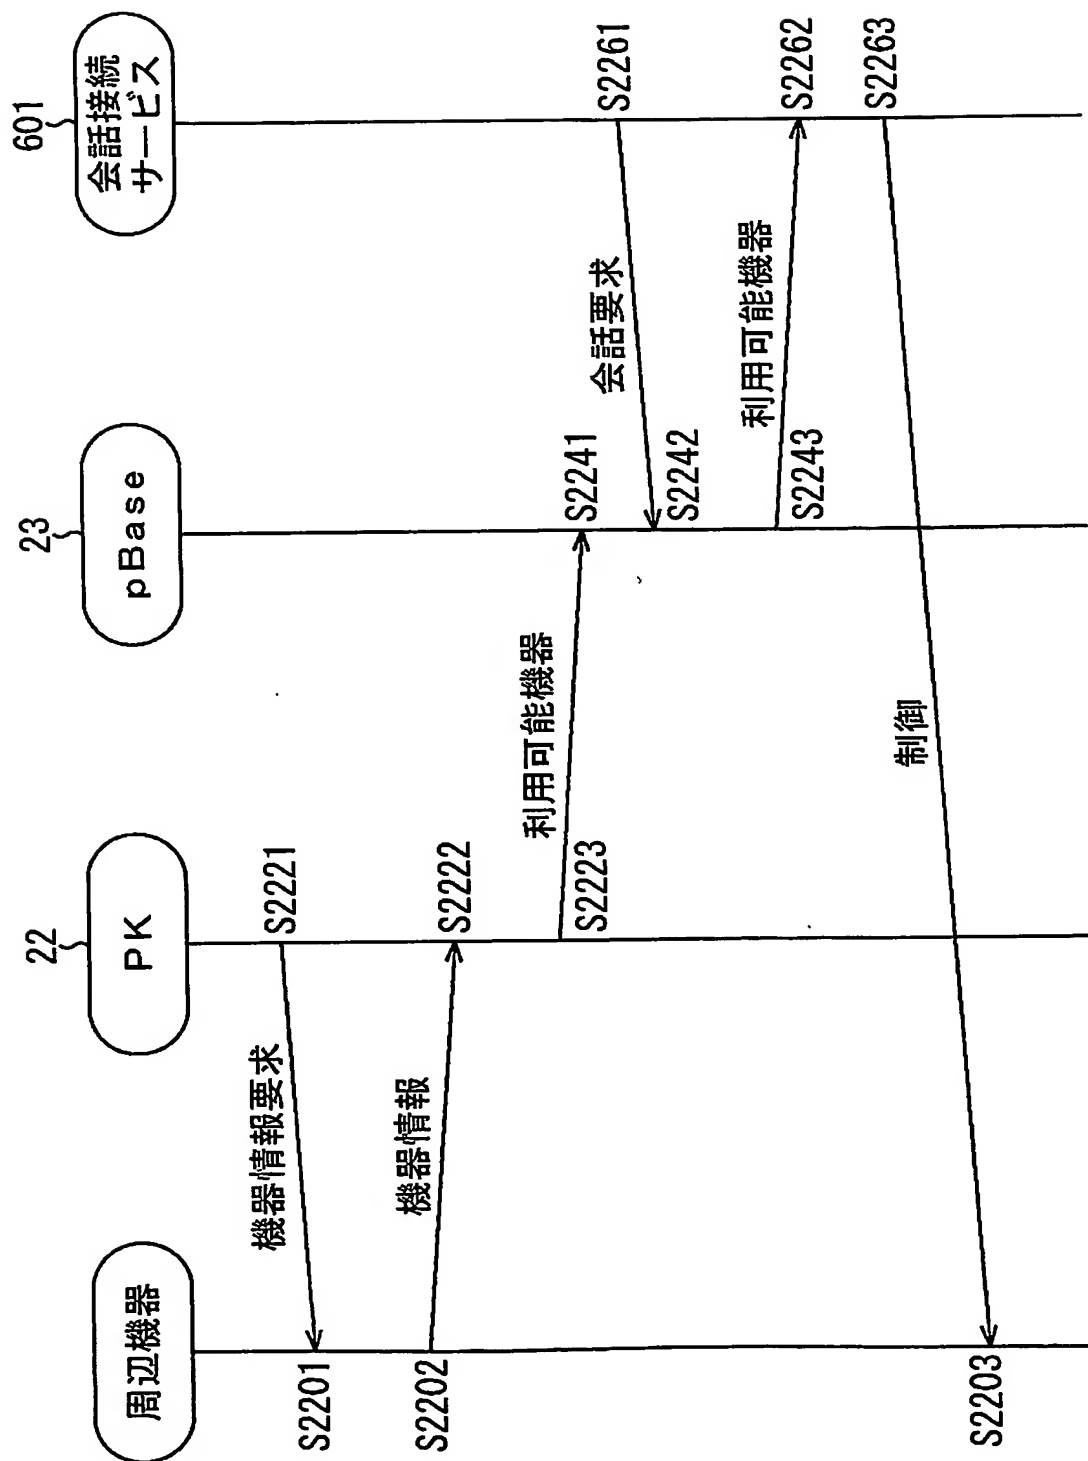 周辺機器
22
PK
23
pBase
601
会話接続
サービス
S2221
機器情報要求
S2201
機器情報
S2202
S2222
利用可能機器
S2223
S2241
S2261
会話要求
S2242
利用可能機器
S2243
S2262
S2263
制御
S2203